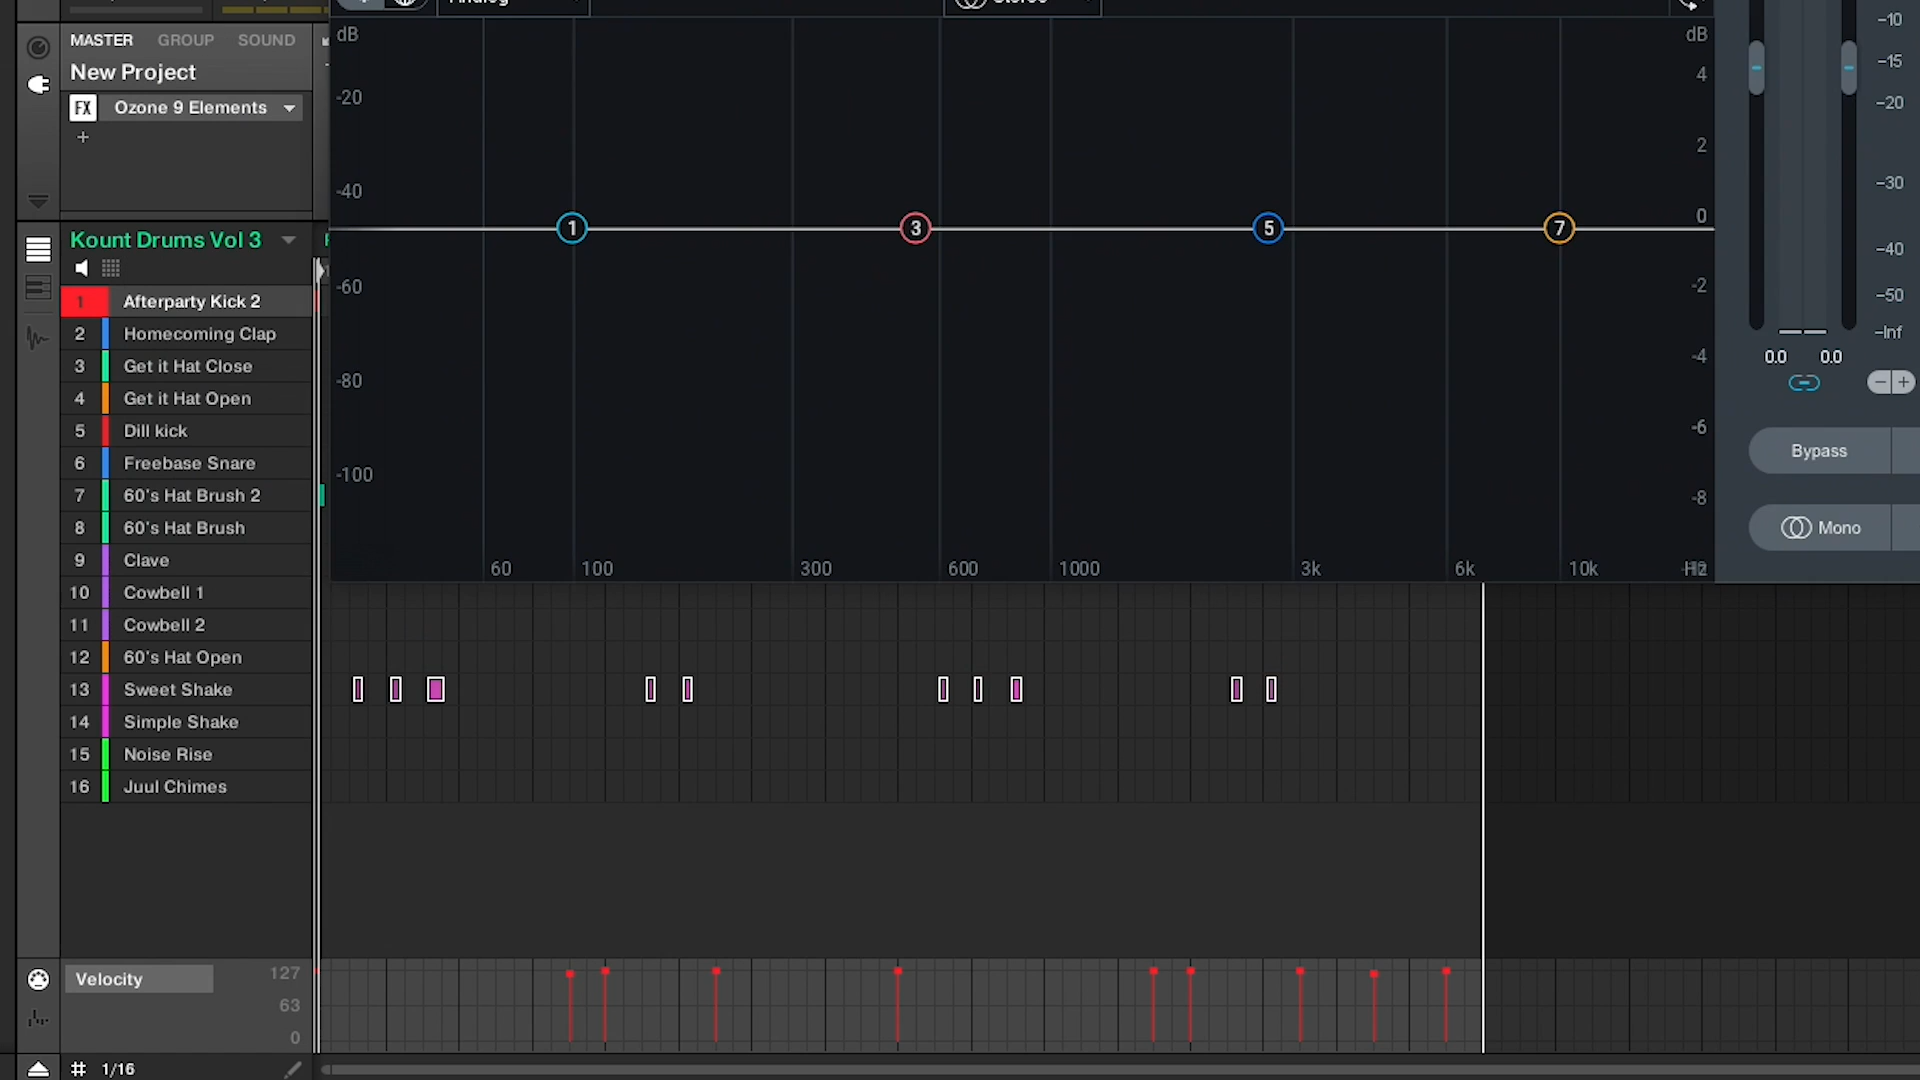 Analog
Stereo
MASTER GROUP SOUND
New Project
FX Ozone 9 Elements
+
dB
-20
-40
-60
-80
-100
1
3
5
7
dB
4
2
0
-2
-4
-6
-8
60 100 300 600 1000 3k 6k 10k Hz
-10
-15
-20
-30
-40
-50
-Inf
0.0 0.0
Bypass
Mono
Kount Drums Vol 3
1 Afterparty Kick 2
2 Homecoming Clap
3 Get it Hat Close
4 Get it Hat Open
5 Dill kick
6 Freebase Snare
7 60's Hat Brush 2
8 60's Hat Brush
9 Clave
10 Cowbell 1
11 Cowbell 2
12 60's Hat Open
13 Sweet Shake
14 Simple Shake
15 Noise Rise
16 Juul Chimes
Velocity 127
63
0
# 1/16